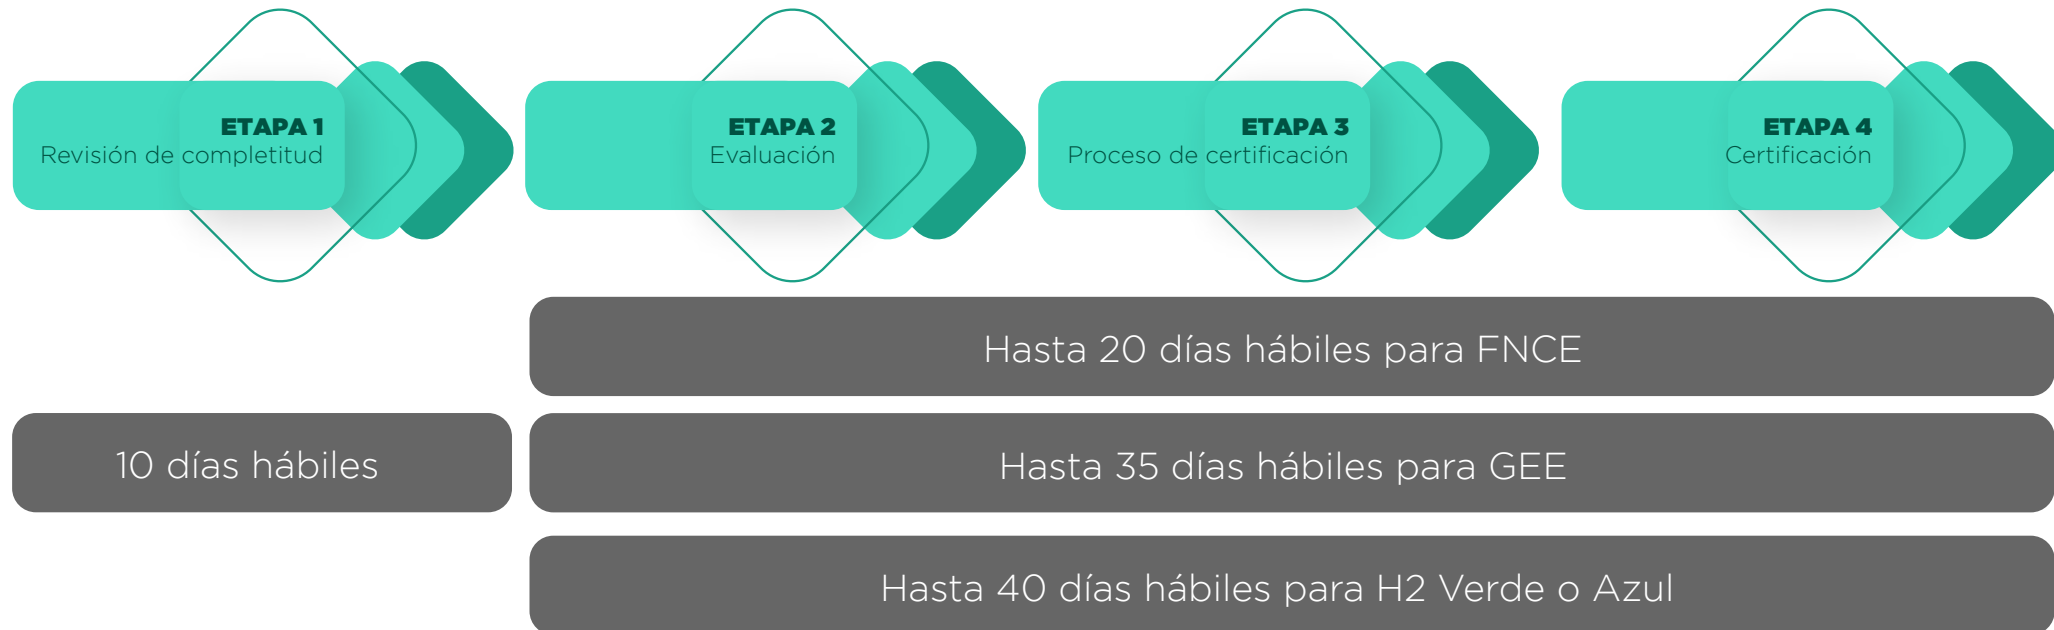 ETAPA 1
Revisión de completitud
ETAPA 2
Evaluación
ETAPA 3
Proceso de certificación
ETAPA 4
Certificación
Hasta 20 días hábiles para FNCE
10 días hábiles
Hasta 35 días hábiles para GEE
Hasta 40 días hábiles para H2 Verde o Azul